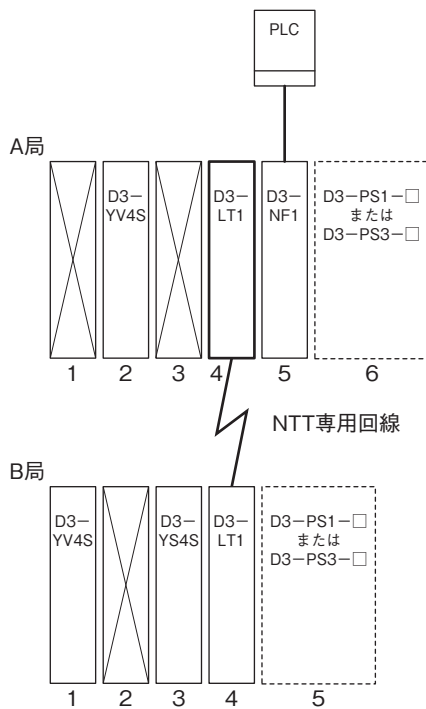 PLC
A局
D3－
YV4S
D3－
LT1
D3－
NF1
D3－PS1－□
または
D3－PS3－□
1
2
3
4
5
6
NTT専用回線
B局
D3－
YV4S
D3－
YS4S
D3－
LT1
D3－PS1－□
または
D3－PS3－□
1
2
3
4
5